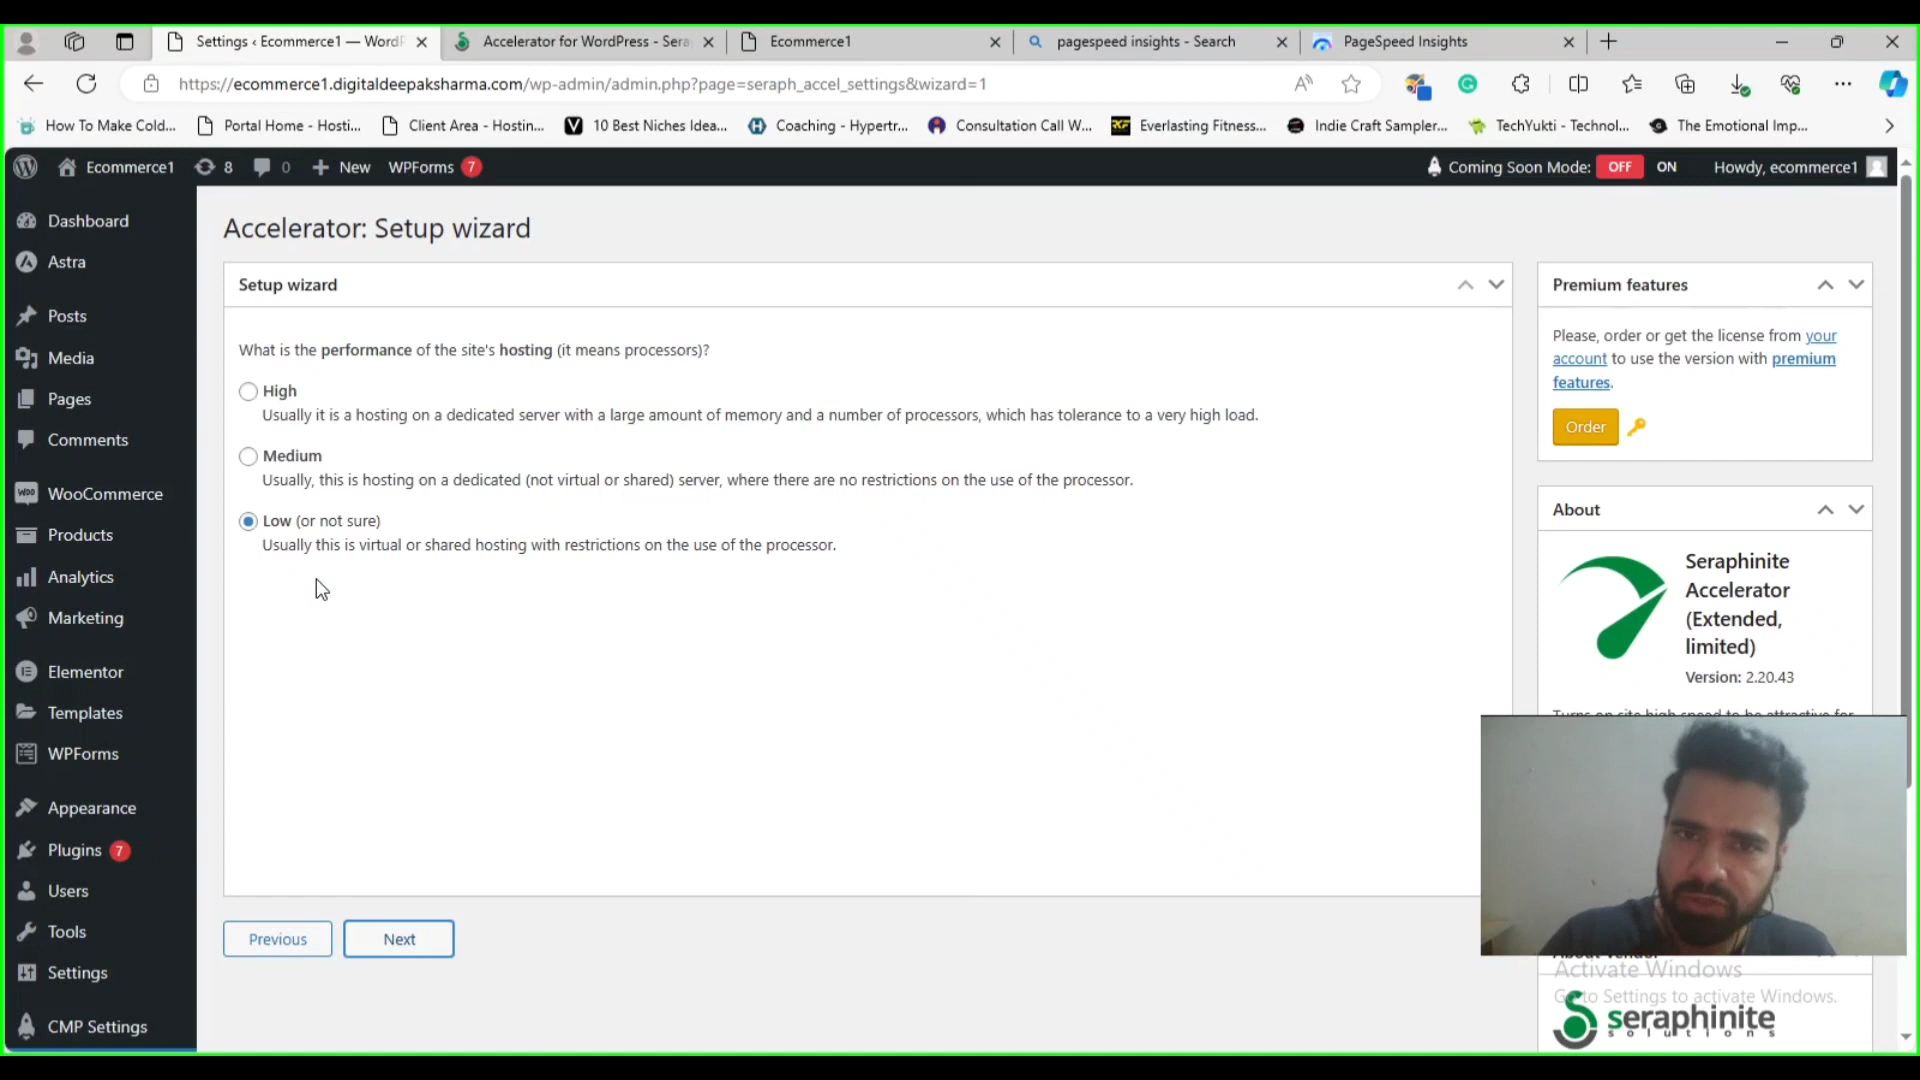 Settings ‹ Ecommerce1 — WordP
Accelerator for WordPress - Sera
Ecommerce1
pagespeed insights - Search
PageSpeed Insights
https://ecommerce1.digitaldeepaksharma.com/wp-admin/admin.php?page=seraph_accel_settings&wizard=1
How To Make Cold...
Portal Home - Hosti...
Client Area - Hostin...
10 Best Niches Idea...
Coaching - Hypertr...
Consultation Call W...
Everlasting Fitness...
Indie Craft Sampler...
TechYukti - Technol...
The Emotional Imp...
Ecommerce1
8
0
New
WPForms 7
Coming Soon Mode: OFF ON
Howdy, ecommerce1
Dashboard
Astra
Posts
Media
Pages
Comments
WooCommerce
Products
Analytics
Marketing
Elementor
Templates
WPForms
Appearance
Plugins 7
Users
Tools
Settings
CMP Settings
Accelerator: Setup wizard
Setup wizard
What is the performance of the site's hosting (it means processors)?
High
Usually it is a hosting on a dedicated server with a large amount of memory and a number of processors, which has tolerance to a very high load.
Medium
Usually, this is hosting on a dedicated (not virtual or shared) server, where there are no restrictions on the use of the processor.
Low (or not sure)
Usually this is virtual or shared hosting with restrictions on the use of the processor.
Previous
Next
Premium features
Please, order or get the license from your
account to use the version with premium
features.
Order
About
Seraphinite
Accelerator
(Extended,
limited)
Version: 2.20.43
Activate Windows
Go to Settings to activate Windows.
seraphinite
solutions